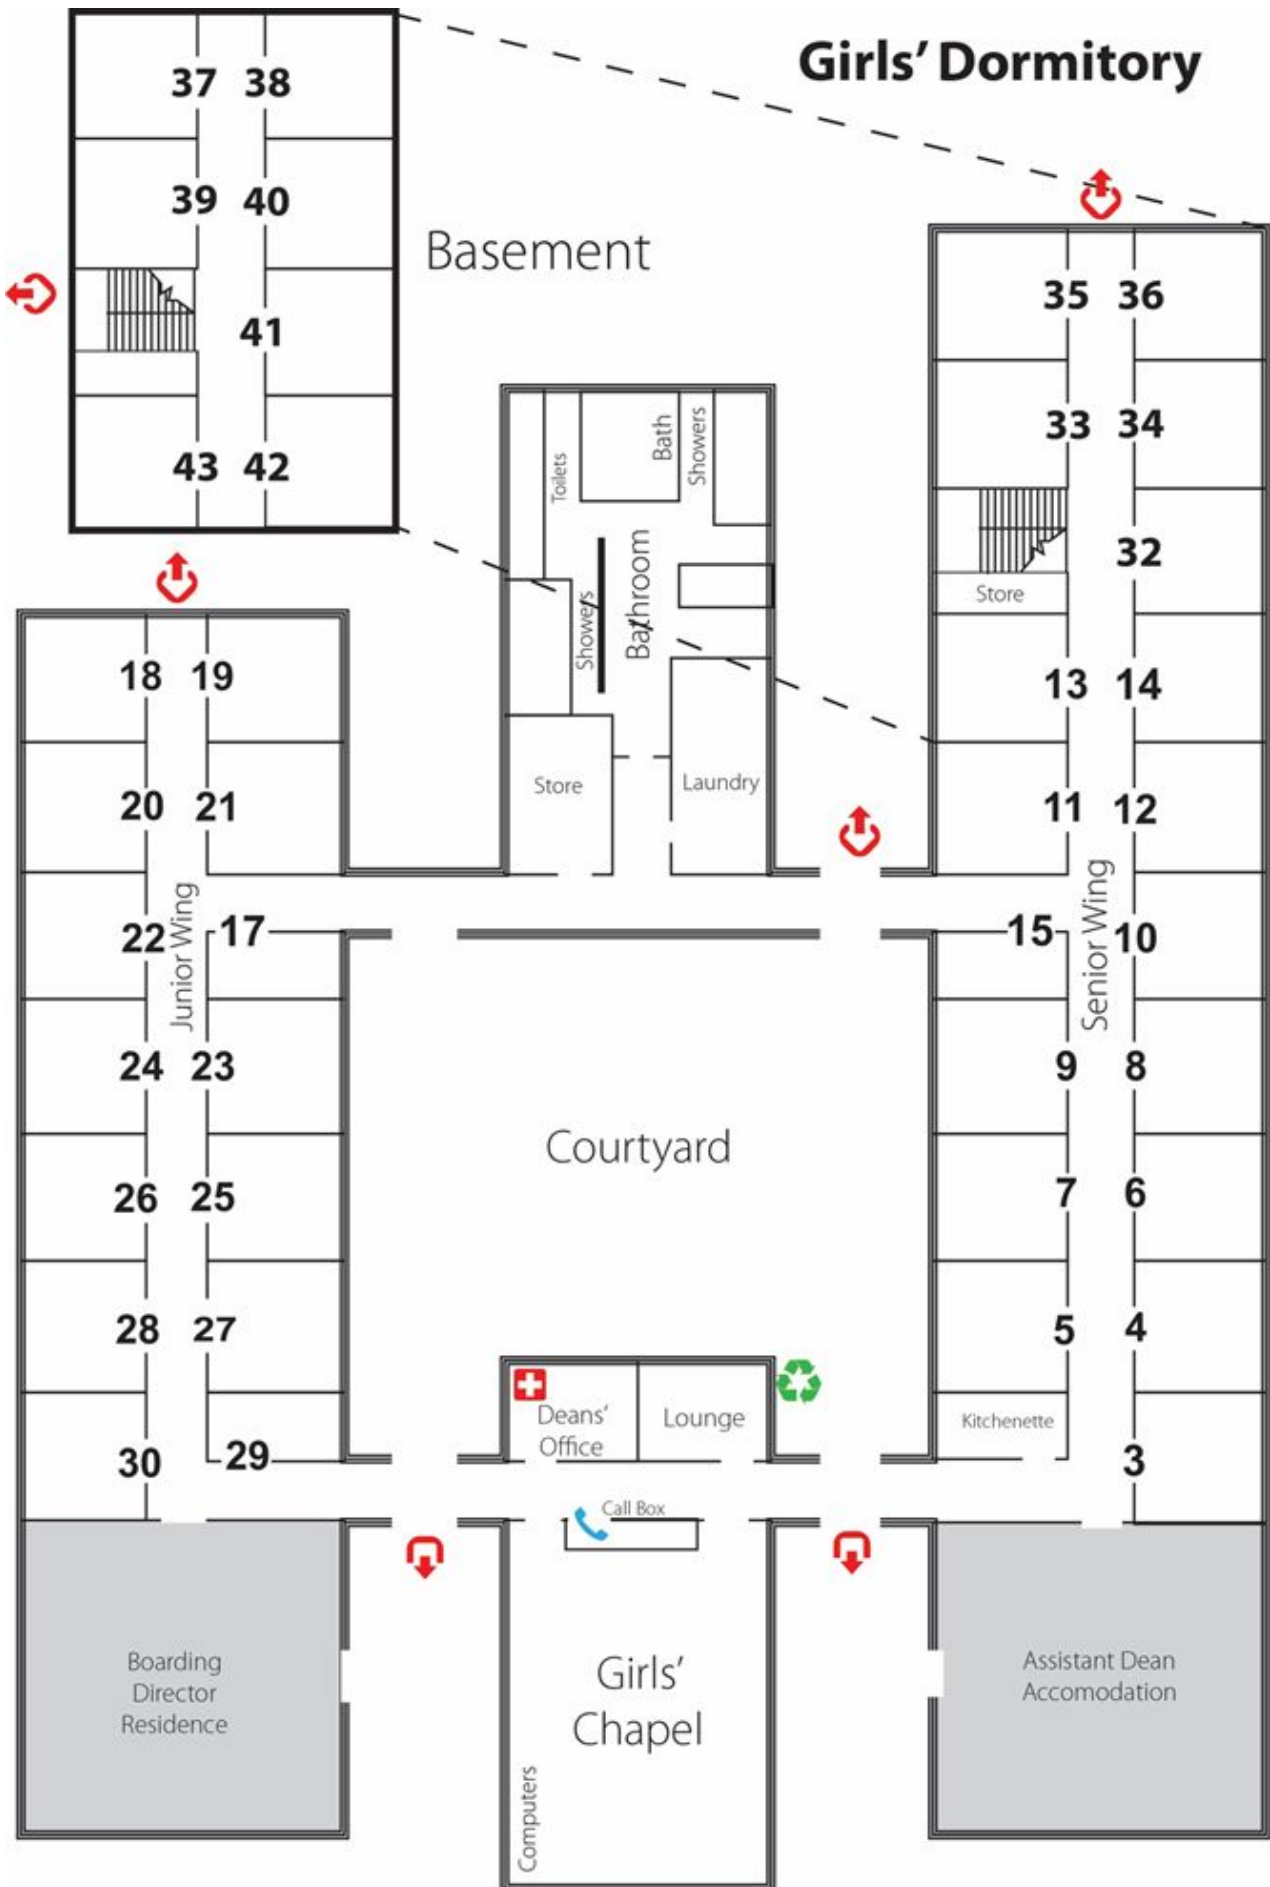 Girls' Dormitory
37 38
39 40
Basement
41
43 42
35 36
33 34
32
Store
13 14
11 12
Toilets
Bath
Showers
Bathroom
Showers
Store
Laundry
18 19
20 21
22 17
Junior Wing
24 23
26 25
28 27
30 29
15 10
Senior Wing
9 8
7 6
5 4
Kitchenette
3
Courtyard
Deans'
Office
Lounge
Call Box
Boarding
Director
Residence
Girls'
Chapel
Computers
Assistant Dean
Accomodation